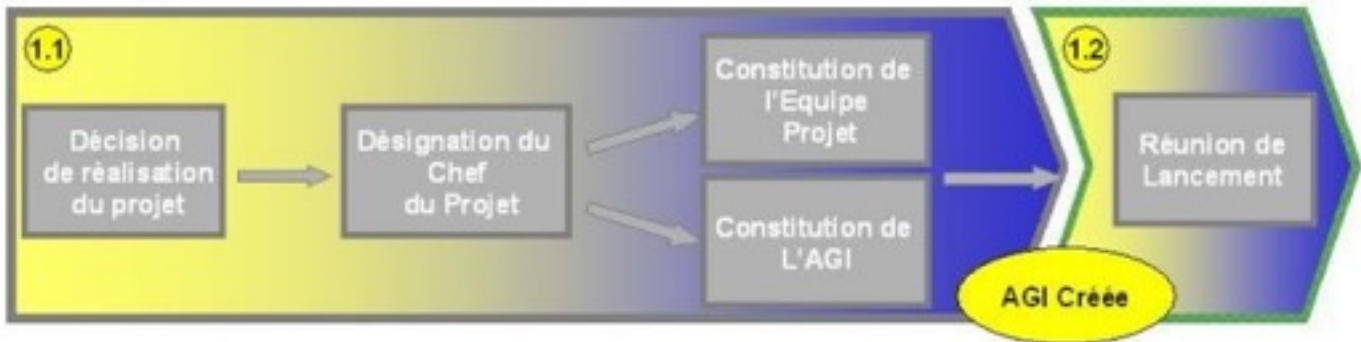 1.1
Décision
de réalisation
du projet
Désignation du
Chef
du Projet
Constitution de
l'Equipe
Projet
Constitution de
L'AGI
1.2
Réunion de
Lancement
AGI Créée